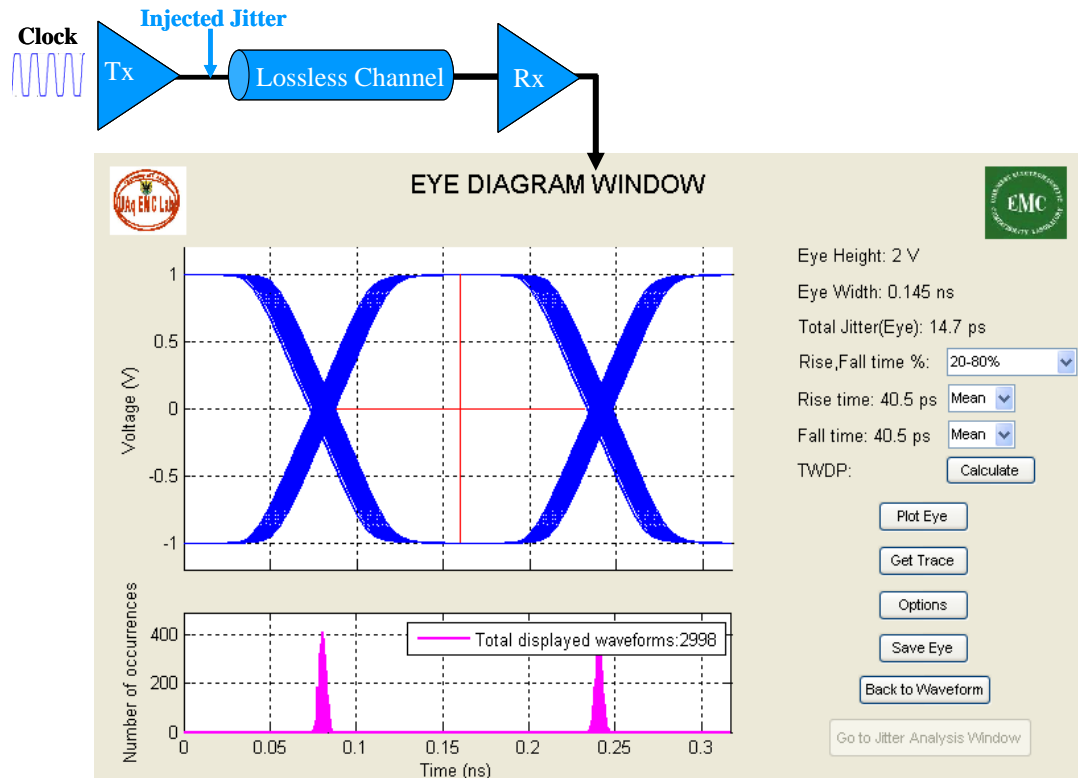 Injected Jitter
Clock
Tx
Lossless Channel
Rx
EYE DIAGRAM WINDOW
UAq EMC Lab
EMC
Eye Height: 2 V
Eye Width: 0.145 ns
Total Jitter(Eye): 14.7 ps
Rise,Fall time %: 20-80%
Rise time: 40.5 ps Mean
Fall time: 40.5 ps Mean
TWDP: Calculate
Plot Eye
Get Trace
Options
Save Eye
Back to Waveform
Go to Jitter Analysis Window
Voltage (V)
1
0.5
0
-0.5
-1
Number of occurrences
400
200
0
Total displayed waveforms:2998
0 0.05 0.1 0.15 0.2 0.25 0.3
Time (ns)